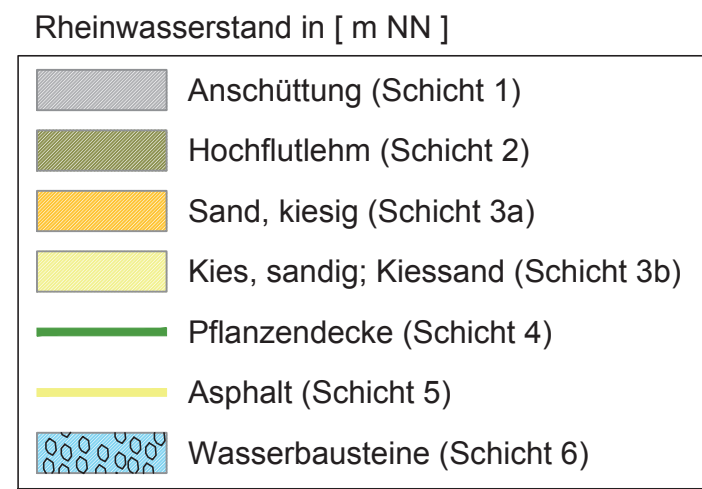 Rheinwasserstand in [ m NN ]
Anschüttung (Schicht 1)
Hochflutlehm (Schicht 2)
Sand, kiesig (Schicht 3a)
Kies, sandig; Kiessand (Schicht 3b)
Pflanzendecke (Schicht 4)
Asphalt (Schicht 5)
Wasserbausteine (Schicht 6)